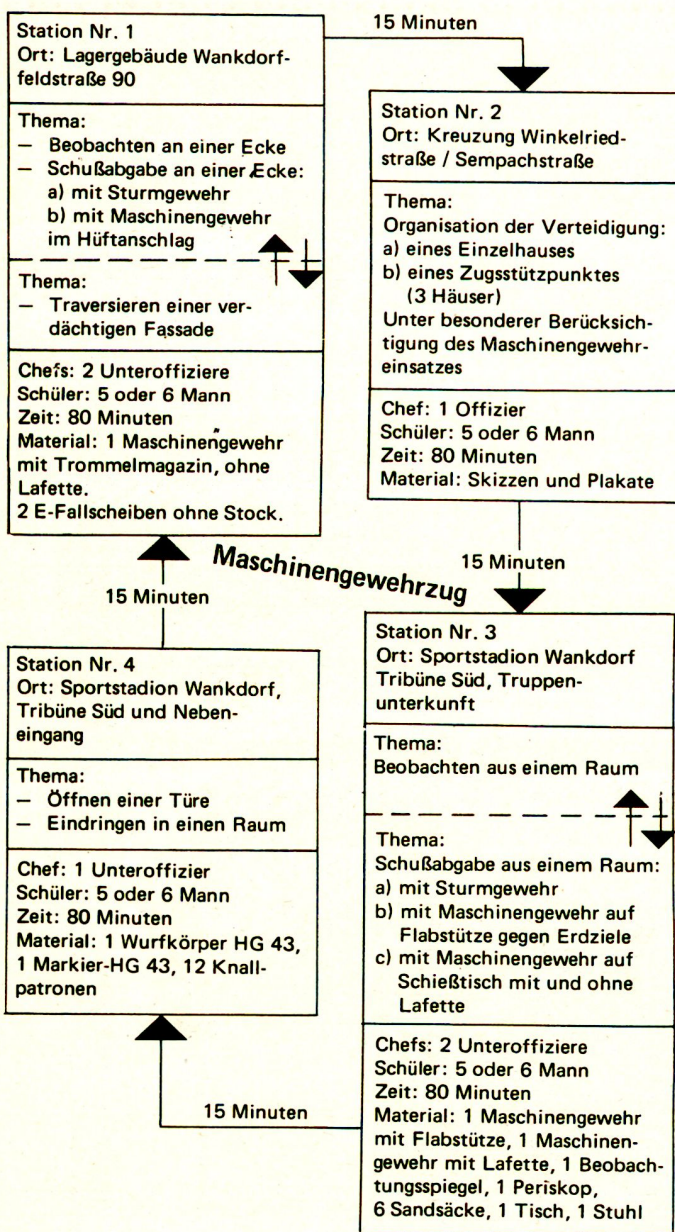 15 Minuten
Station Nr. 1
Ort: Lagergebäude Wankdorf-
feldstraße 90
Thema:
— Beobachten an einer Ecke
— Schußabgabe an einer Ecke:
a) mit Sturmgewehr
b) mit Maschinengewehr
im Hüftanschlag
Thema:
— Traversieren einer ver-
dächtigen Fassade
Chefs: 2 Unteroffiziere
Schüler: 5 oder 6 Mann
Zeit: 80 Minuten
Material: 1 Maschinengewehr
mit Trommelmagazin, ohne
Lafette.
2 E-Fallscheiben ohne Stock.
Station Nr. 2
Ort: Kreuzung Winkelried-
straße / Sempachstraße
Thema:
Organisation der Verteidigung:
a) eines Einzelhauses
b) eines Zugsstützpunktes
(3 Häuser)
Unter besonderer Berücksich-
tigung des Maschinengewehr-
einsatzes
Chef: 1 Offizier
Schüler: 5 oder 6 Mann
Zeit: 80 Minuten
Material: Skizzen und Plakate
15 Minuten
Maschinengewehrzug
15 Minuten
Station Nr. 3
Ort: Sportstadion Wankdorf
Tribüne Süd, Truppen-
unterkunft
Thema:
Beobachten aus einem Raum
Thema:
Schußabgabe aus einem Raum:
a) mit Sturmgewehr
b) mit Maschinengewehr auf
Flabstütze gegen Erdziele
c) mit Maschinengewehr auf
Schießtisch mit und ohne
Lafette
Chefs: 2 Unteroffiziere
Schüler: 5 oder 6 Mann
Zeit: 80 Minuten
Material: 1 Maschinengewehr
mit Flabstütze, 1 Maschinen-
gewehr mit Lafette, 1 Beobach-
tungsspiegel, 1 Periskop,
6 Sandsäcke, 1 Tisch, 1 Stuhl
Station Nr. 4
Ort: Sportstadion Wankdorf,
Tribüne Süd und Neben-
eingang
Thema:
— Öffnen einer Türe
— Eindringen in einen Raum
Chef: 1 Unteroffizier
Schüler: 5 oder 6 Mann
Zeit: 80 Minuten
Material: 1 Wurfkörper HG 43,
1 Markier-HG 43, 12 Knall-
patronen
15 Minuten